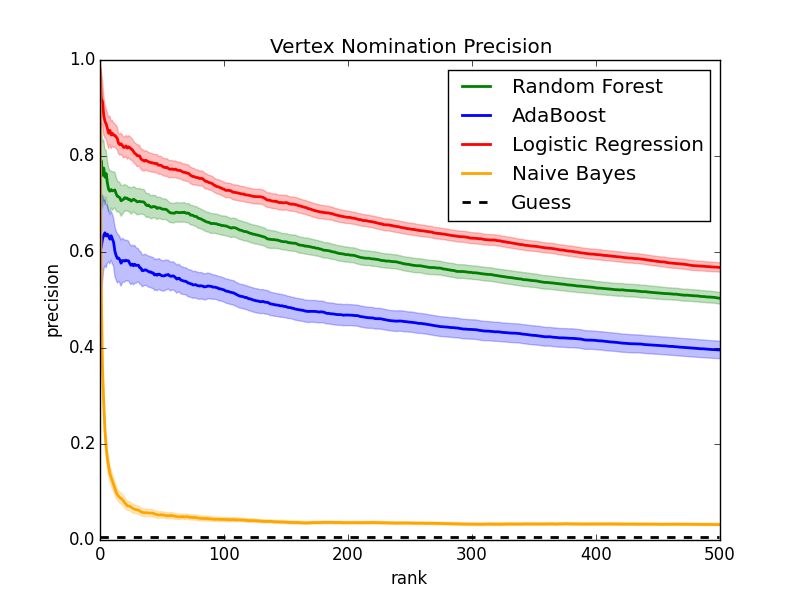 Vertex Nomination Precision
1.0
0.8
0.6
0.4
0.2
0.0
precision
Random Forest
AdaBoost
Logistic Regression
Naive Bayes
Guess
0 100 200 300 400 500
rank